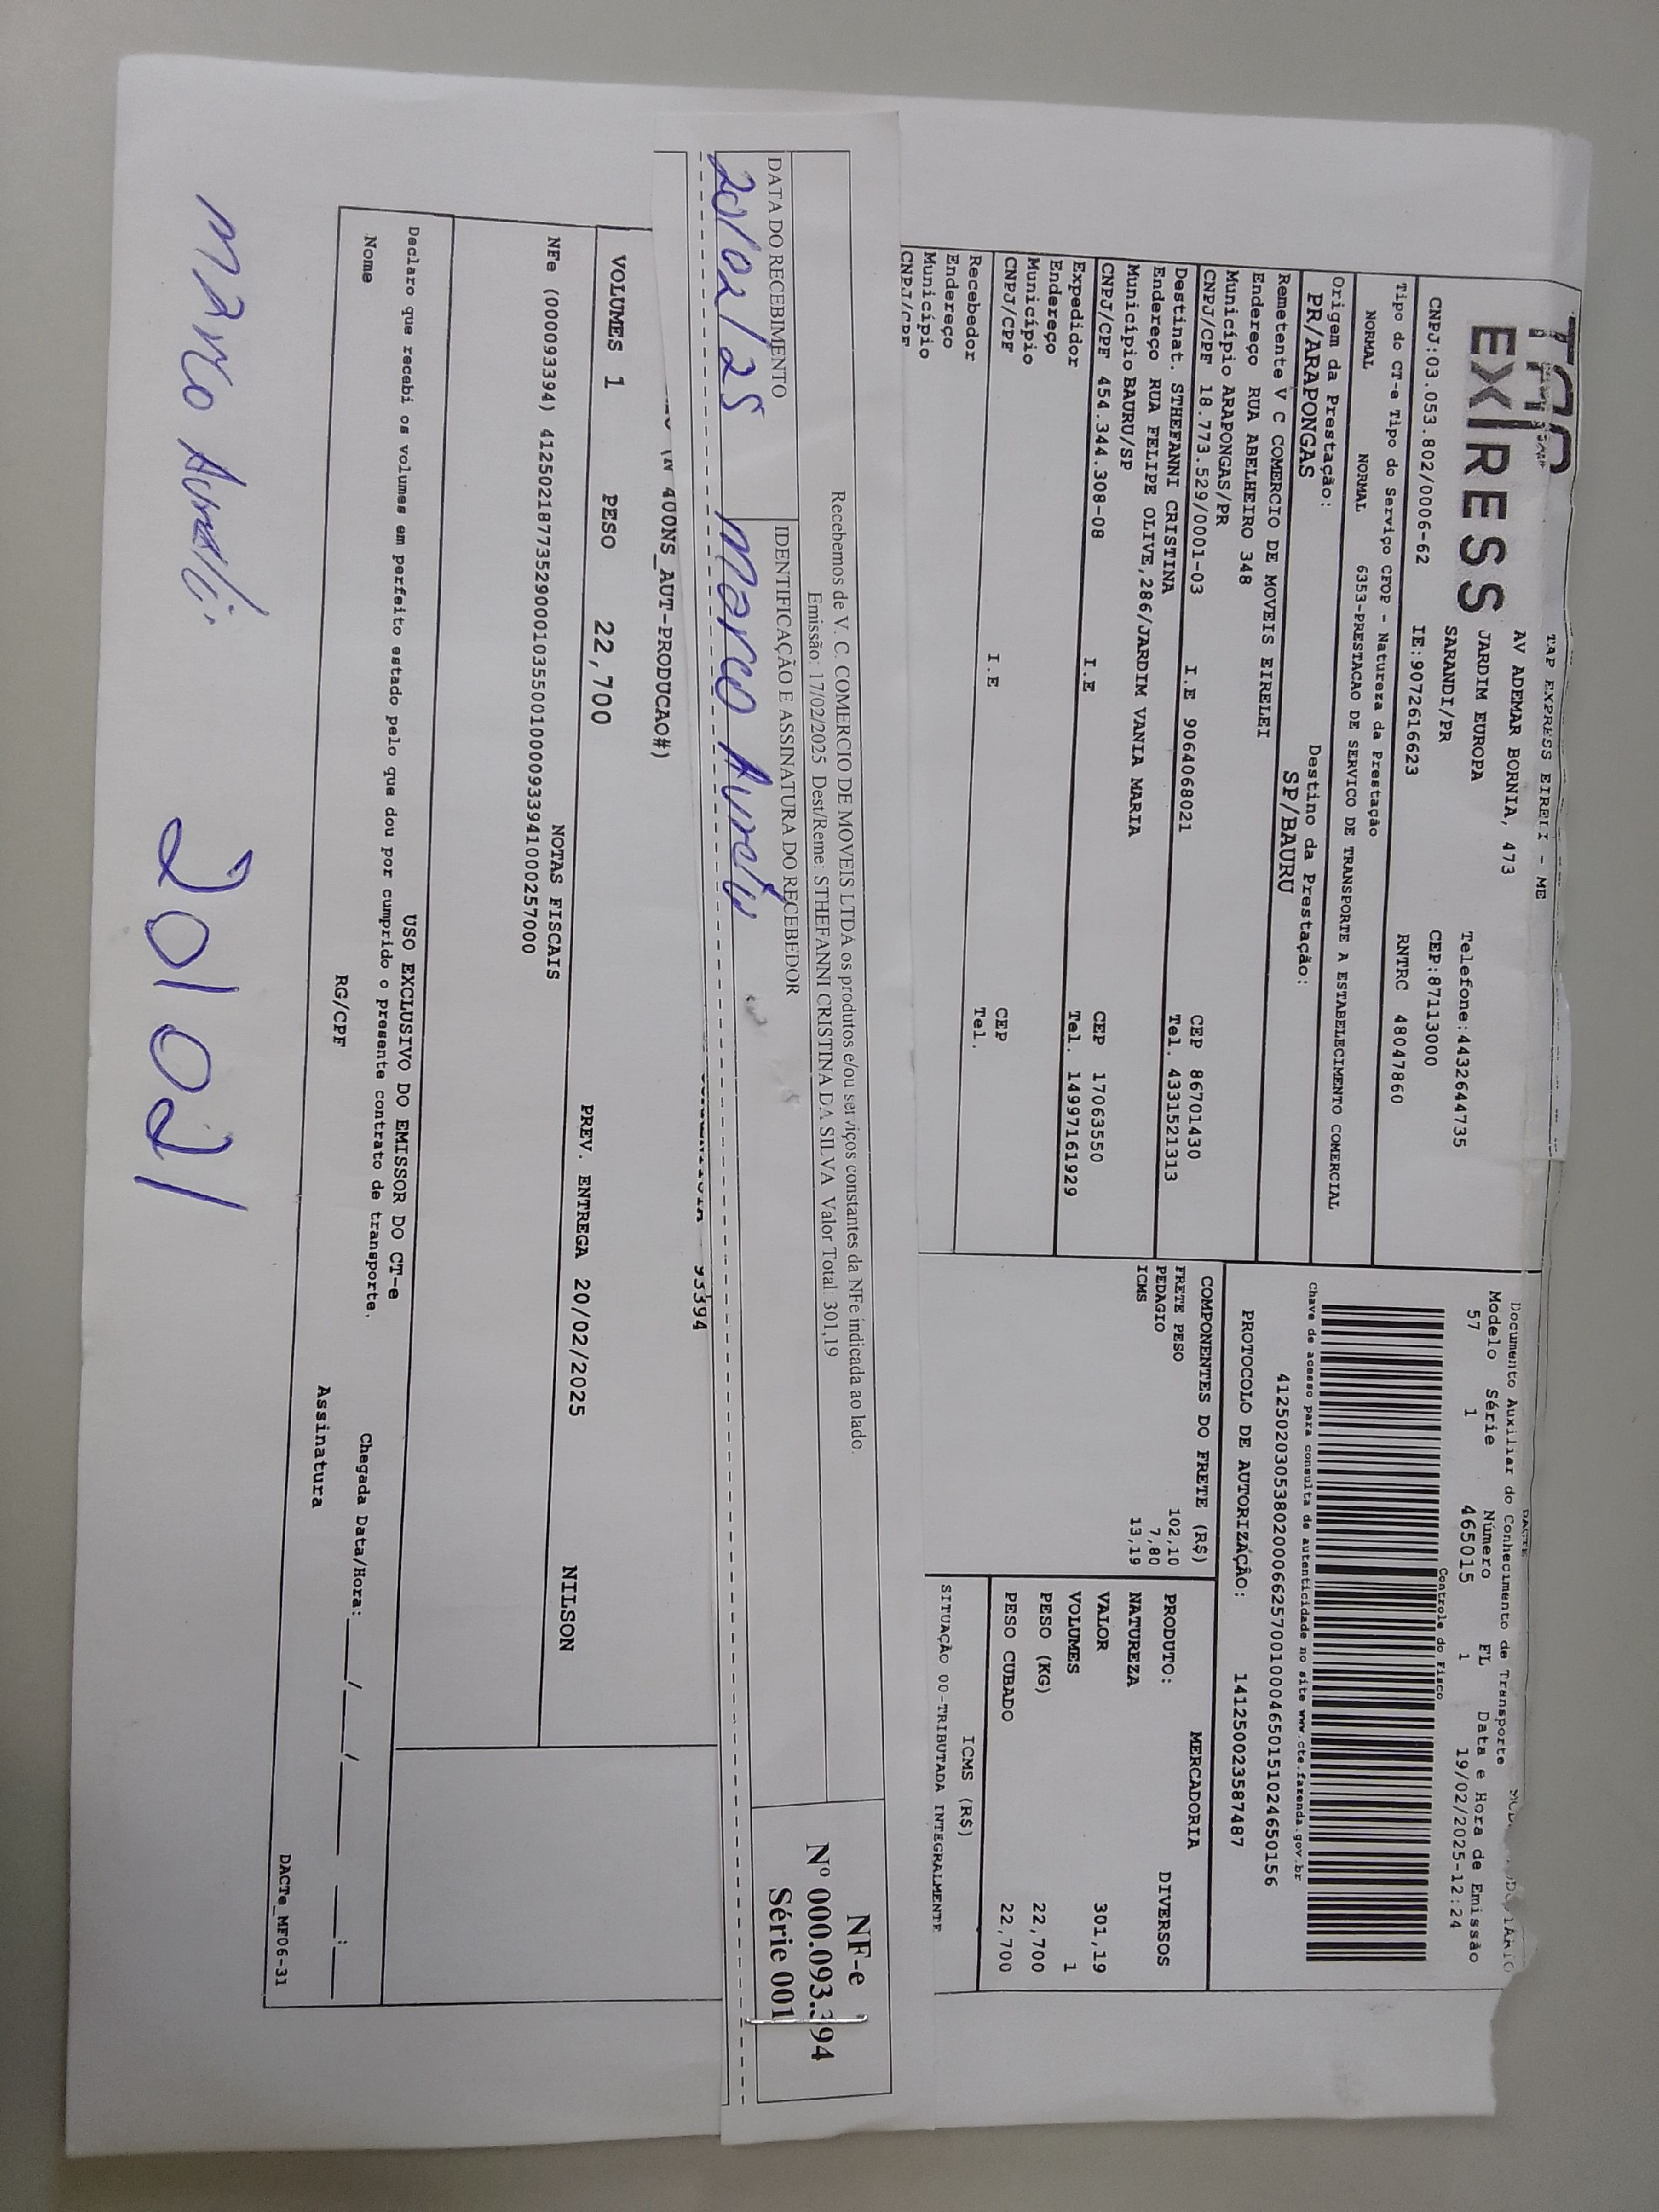 TAP EXPRESS EIRELI - ME
EXPRESS
AV ADEMAR BORNIA, 473
JARDIM EUROPA
Telefone:4432644735
SARANDI/PR
CEP:87113000
CNPJ:03.053.802/0006-62 IE:9072616623
RNTRC 48047860
Tipo do CT-e Tipo do Serviço CFOP - Natureza da Prestação
NORMAL NORMAL 6353-PRESTACAO DE SERVICO DE TRANSPORTE A ESTABELECIMENTO COMERCIAL
Origem da Prestação: Destino da Prestação:
PR/ARAPONGAS SP/BAURU
Remetente V C COMERCIO DE MOVEIS EIRELEI
Endereço RUA ABELHEIRO 348
Município ARAPONGAS/PR CEP 86701430
CNPJ/CPF 18.773.529/0001-03 I.E 9064068021 Tel. 4331521313
Destinat. STHEFANNI CRISTINA
Endereço RUA FELIPE OLIVE,286/JARDIM VANIA MARIA
Município BAURU/SP CEP 17063550
CNPJ/CPF 454.344.308-08 I.E Tel. 14997161929
Expedidor
Endereço
Município CEP
CNPJ/CPF I.E Tel.
Recebedor
Endereço
Município
CNPJ/CPF
DACTE
Documento Auxiliar do Conhecimento de Transporte
Modelo Série Número FL Data e Hora de Emissão
57 1 465015 1 19/02/2025-12:24
Controle do Fisco
Chave de acesso para consulta de autenticidade no site www.cte.fazenda.gov.br
41250203053802000662570010004650151024650156
PROTOCOLO DE AUTORIZAÇÃO: 141250023587487
COMPONENTES DO FRETE (R$)
FRETE PESO 102,10
PEDAGIO 7,80
ICMS 13,19
MERCADORIA
PRODUTO: DIVERSOS
NATUREZA
VALOR 301,19
VOLUMES 1
PESO (KG) 22,700
PESO CUBADO 22,700
ICMS (R$)
SITUAÇÃO 00-TRIBUTADA INTEGRALMENTE
Recebemos de V. C. COMERCIO DE MOVEIS LTDA os produtos e/ou serviços constantes da NFe indicada ao lado.
Emissão: 17/02/2025 Dest/Reme: STHEFANNI CRISTINA DA SILVA Valor Total: 301,19
DATA DO RECEBIMENTO IDENTIFICAÇÃO E ASSINATURA DO RECEBEDOR
20/02/25 Marco Aurelio
NF-e
Nº 000.093.394
Série 001
93394
400NS_AUT-PRODUCAO#)
VOLUMES 1 PESO 22,700 PREV. ENTREGA 20/02/2025 NILSON
NOTAS FISCAIS
NFe (000093394) 41250218773529000103550010000933941000257000
USO EXCLUSIVO DO EMISSOR DO CT-e
Declaro que recebi os volumes em perfeito estado pelo que dou por cumprido o presente contrato de transporte.
Nome RG/CPF Assinatura Chegada Data/Hora:___/___/_____ ___:___
DACTe_MF06-31
20/02/